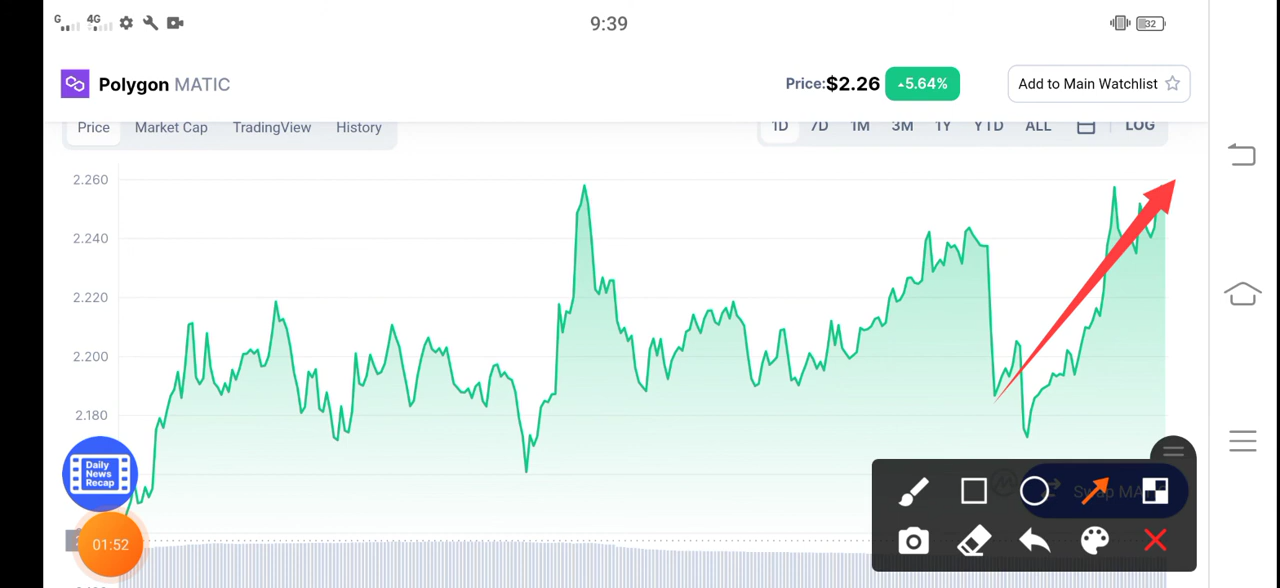 G 4G 9:39 32
Polygon MATIC Price:$2.26 5.64% Add to Main Watchlist
Price Market Cap TradingView History 1D 7D 1M 3M 1Y YTD ALL LOG
2.260
2.240
2.220
2.200
2.180
Daily
News
Recap
Swap MA
01:52